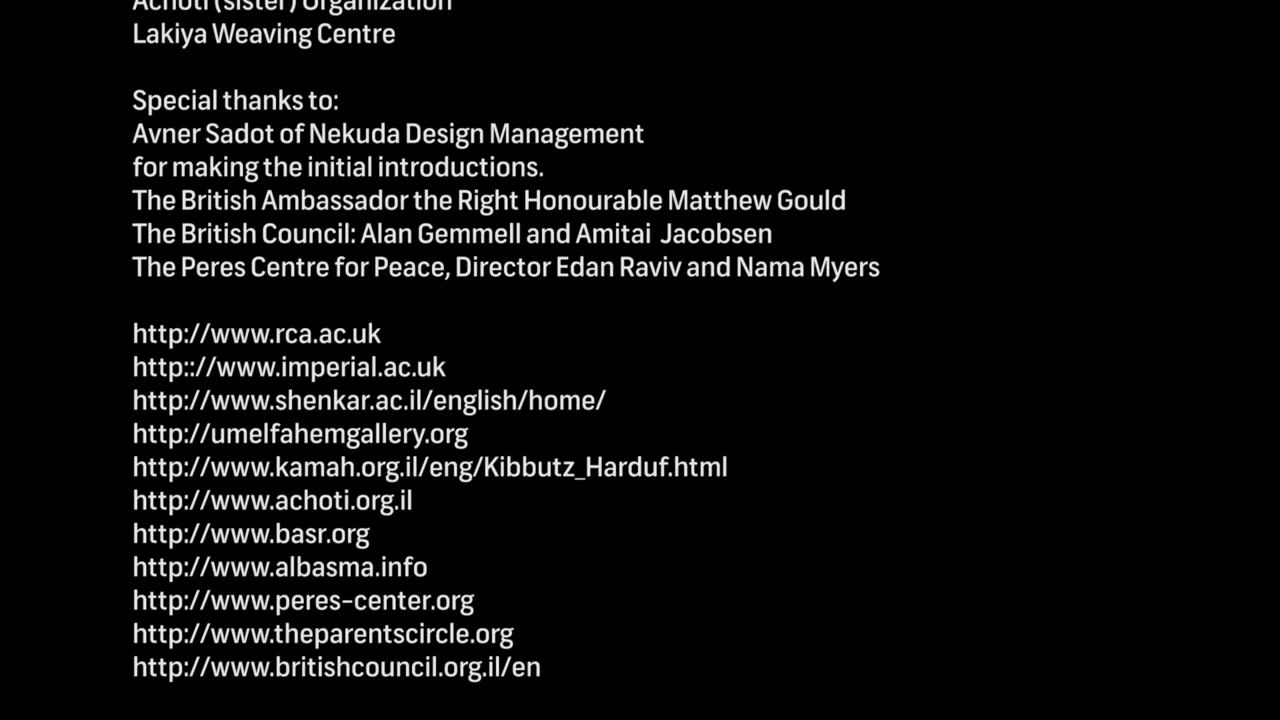 Achoti (sister) Organization
Lakiya Weaving Centre
Special thanks to:
Avner Sadot of Nekuda Design Management
for making the initial introductions.
The British Ambassador the Right Honourable Matthew Gould
The British Council: Alan Gemmell and Amitai  Jacobsen
The Peres Centre for Peace, Director Edan Raviv and Nama Myers
http://www.rca.ac.uk
http:://www.imperial.ac.uk
http://www.shenkar.ac.il/english/home/
http://umelfahemgallery.org
http://www.kamah.org.il/eng/Kibbutz_Harduf.html
http://www.achoti.org.il
http://www.basr.org
http://www.albasma.info
http://www.peres-center.org
http://www.theparentscircle.org
http://www.britishcouncil.org.il/en